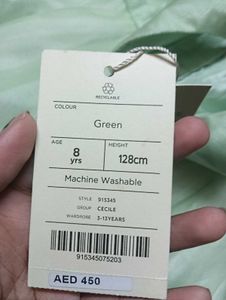 RECYCLABLE
COLOUR
Green
AGE
8
yrs
HEIGHT
128cm
Machine Washable
STYLE 915345
GROUP CECILE
WARDROBE 3-12YEARS
915345075203
AED 450